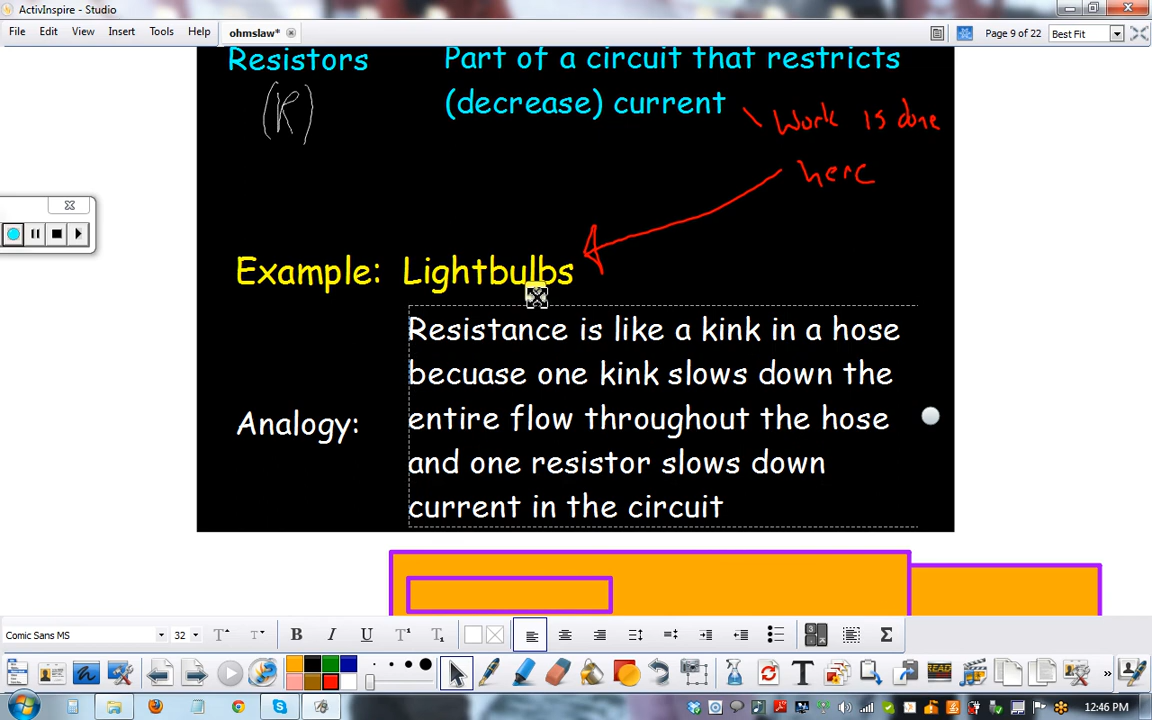 ActivInspire - Studio
File Edit View Insert Tools Help ohmslaw* Page 9 of 22 Best Fit
Resistors Part of a circuit that restricts
(R) (decrease) current
Work is done
here
Example: Lightbulbs
Resistance is like a kink in a hose
becuase one kink slows down the
Analogy: entire flow throughout the hose
and one resistor slows down
current in the circuit
Comic Sans MS 32 B I U
12:46 PM